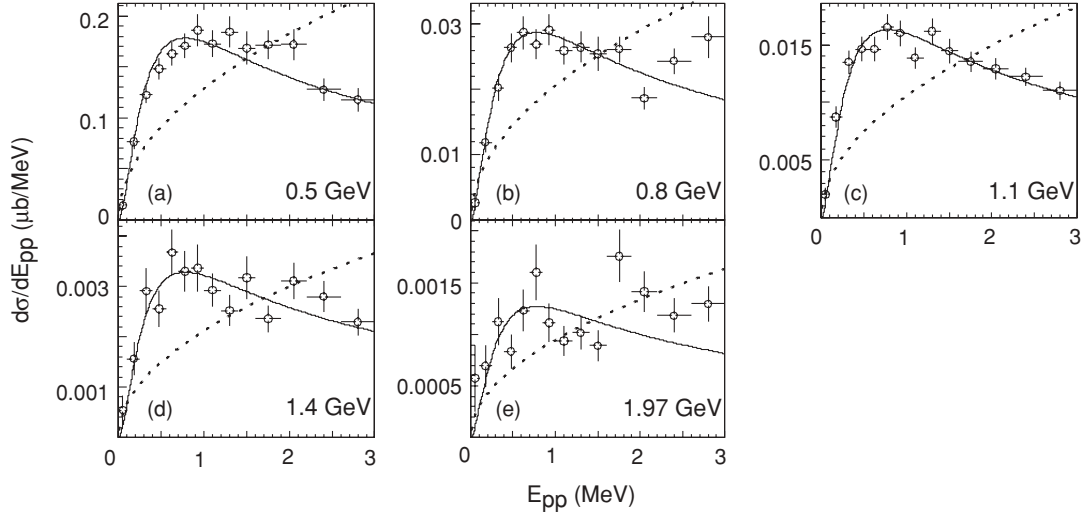 dσ/dEpp (μb/MeV)
0.2
0.1
0
(a)
0.5 GeV
0.03
0.01
0
(b)
0.8 GeV
0.015
0.005
(c)
1.1 GeV
0 1 2 3
0.003
0.001
(d)
1.4 GeV
0 1 2 3
0.0015
0.0005
(e)
1.97 GeV
0 1 2 3
Epp (MeV)